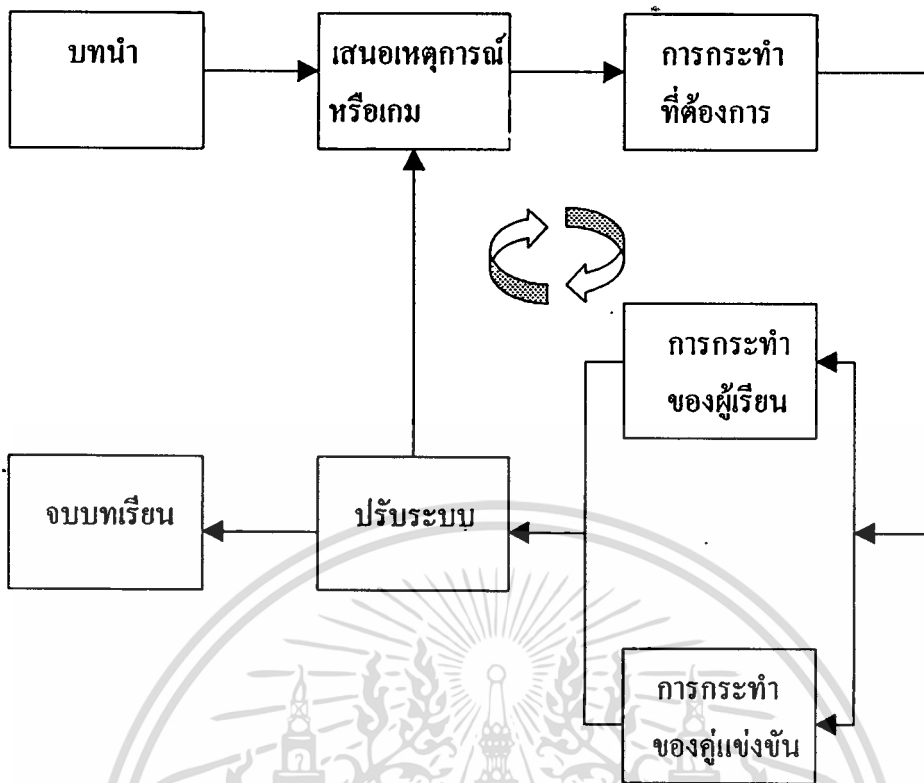 บทนำ
เสนอเหตุการณ์
หรือเกม
การกระทำ
ที่ต้องการ
การกระทำ
ของผู้เรียน
จบบทเรียน
ปรับระบบ
การกระทำ
ของคู่แข่งขัน